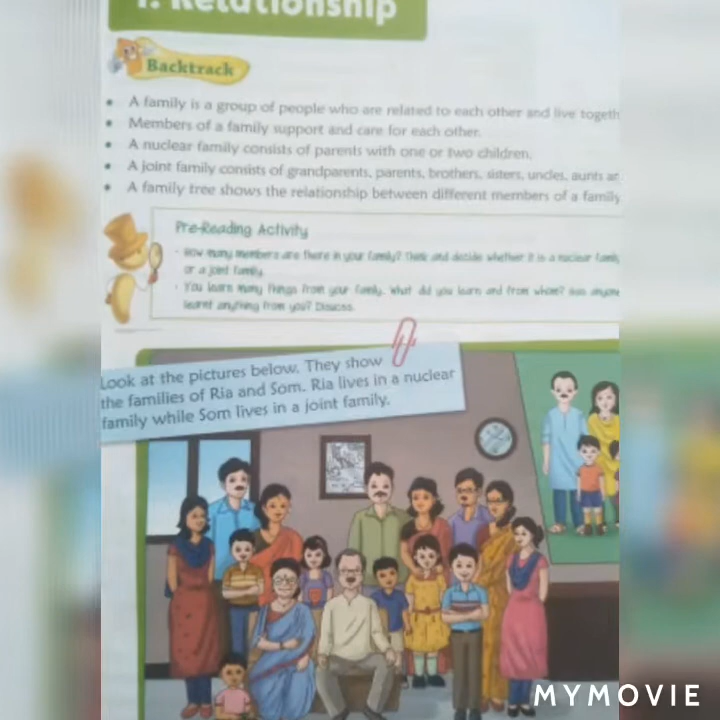 1. Relationship
Backtrack
• A family is a group of people who are related to each other and live togeth
• Members of a family support and care for each other.
• A nuclear family consists of parents with one or two children.
• A joint family consists of grandparents, parents, brothers, sisters, uncles, aunts an
• A family tree shows the relationship between different members of a family
Pre-Reading Activity
• How many members are there in your family? Think and decide whether it is a nuclear family
or a joint family.
• You learn many things from your family. What did you learn and from whom? Has anyone
learnt anything from you? Discuss.
Look at the pictures below. They show
the families of Ria and Som. Ria lives in a nuclear
family while Som lives in a joint family.
MYMOVIE